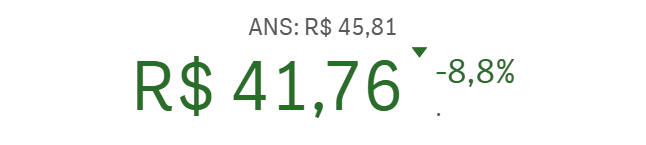 ANS: R$ 45,81
R$ 41,76 ▼ -8,8%
.